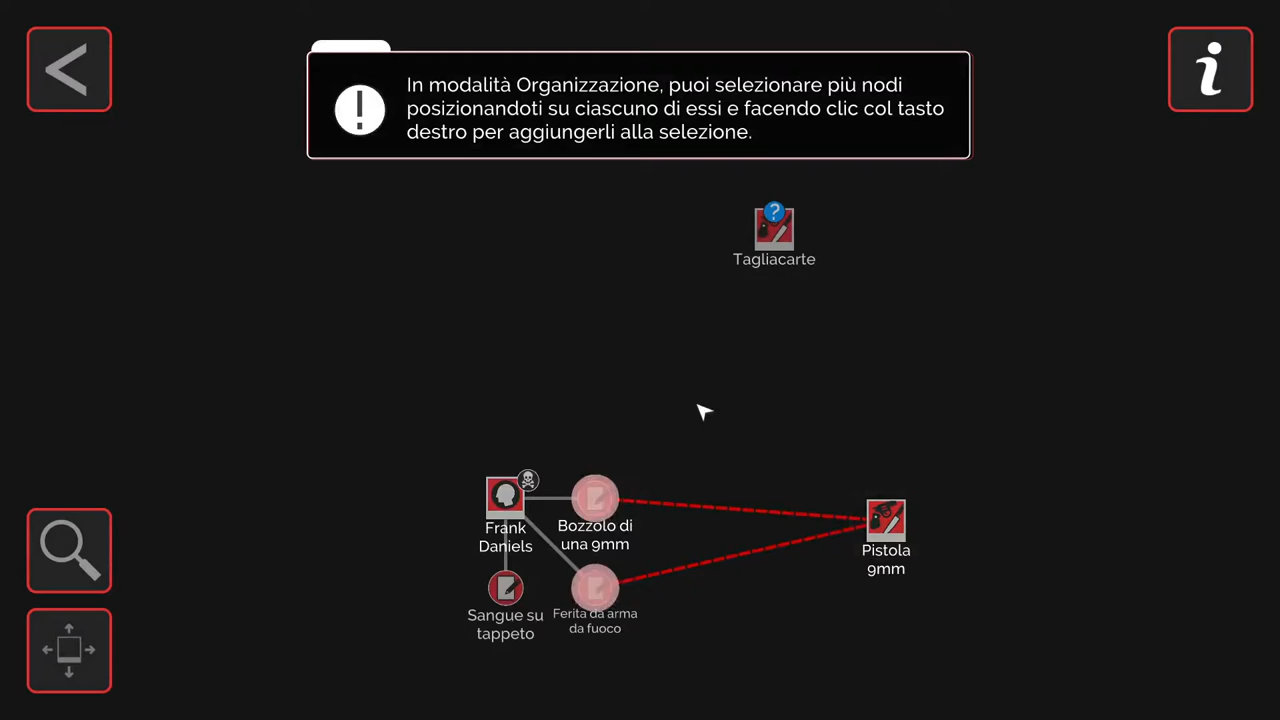 In modalità Organizzazione, puoi selezionare più nodi
posizionandoti su ciascuno di essi e facendo clic col tasto
destro per aggiungerli alla selezione.
Tagliacarte
Frank
Daniels
Bozzolo di
una 9mm
Pistola
9mm
Sangue su
tappeto
Ferita da arma
da fuoco